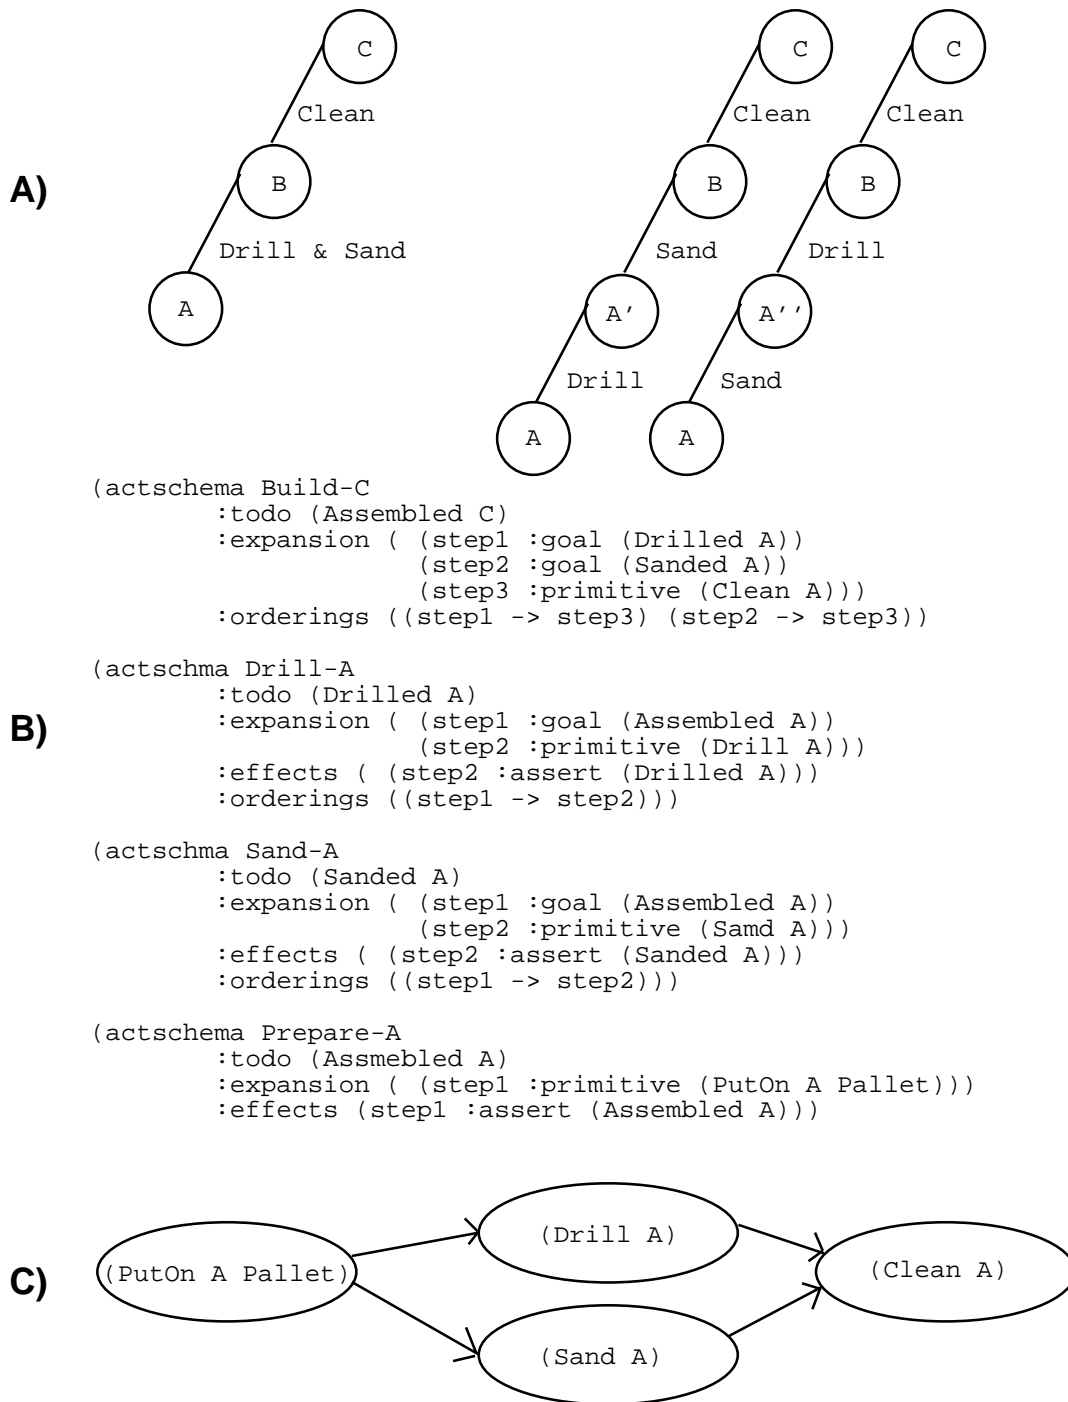 C C C
Clean Clean Clean
A)
B B B
Drill & Sand Sand Drill
A A' A''
Drill Sand
A A
(actschema Build-C
:todo (Assembled C)
:expansion ( (step1 :goal (Drilled A))
(step2 :goal (Sanded A))
(step3 :primitive (Clean A)))
:orderings ((step1 -> step3) (step2 -> step3))
(actschma Drill-A
:todo (Drilled A)
B)
:expansion ( (step1 :goal (Assembled A))
(step2 :primitive (Drill A)))
:effects ( (step2 :assert (Drilled A)))
:orderings ((step1 -> step2)))
(actschma Sand-A
:todo (Sanded A)
:expansion ( (step1 :goal (Assembled A))
(step2 :primitive (Samd A)))
:effects ( (step2 :assert (Sanded A)))
:orderings ((step1 -> step2)))
(actschema Prepare-A
:todo (Assmebled A)
:expansion ( (step1 :primitive (PutOn A Pallet)))
:effects (step1 :assert (Assembled A)))
C)
(PutOn A Pallet)
(Drill A)
(Sand A)
(Clean A)